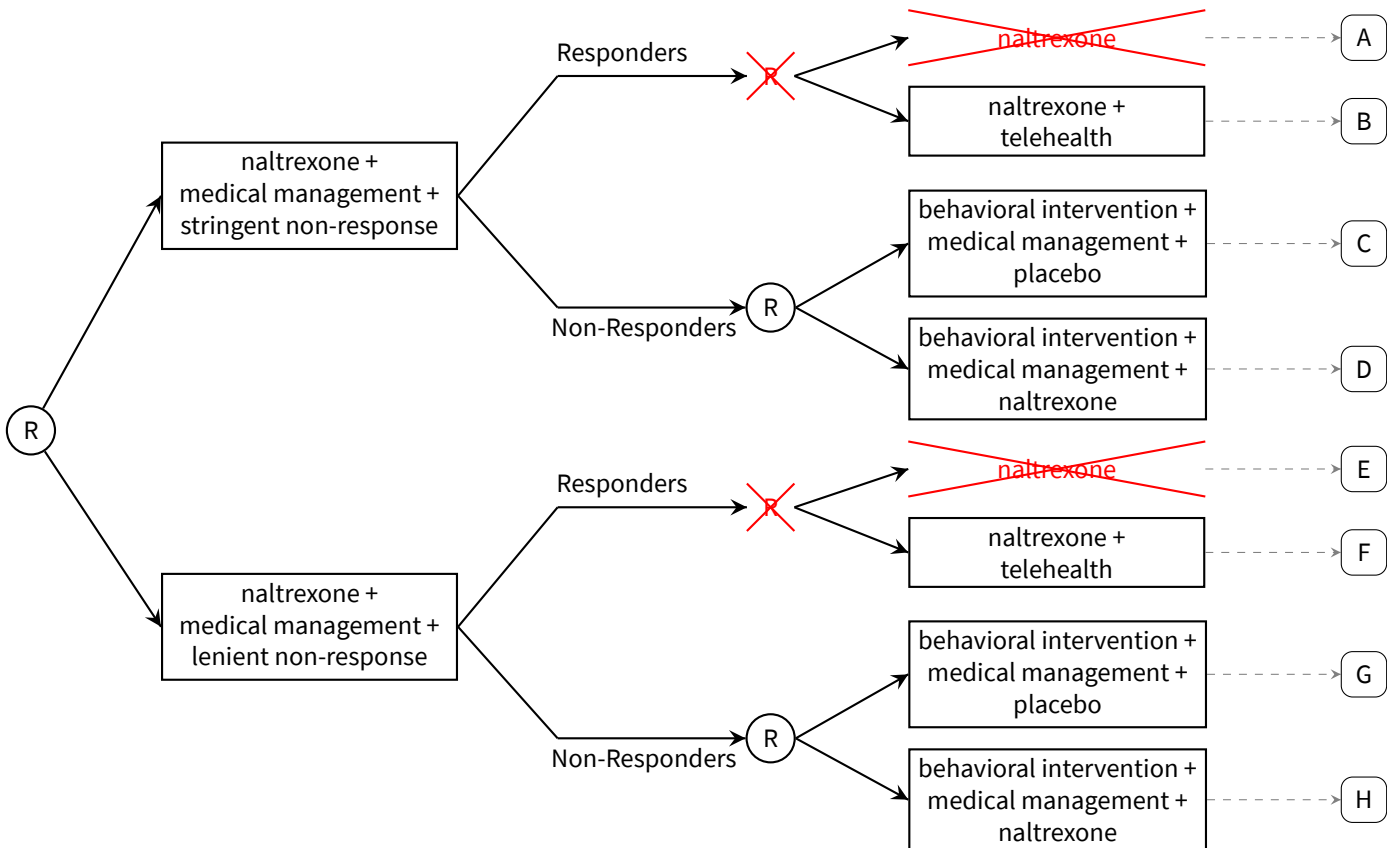 Responders
R
naltrexone
A
naltrexone +
telehealth
B
naltrexone +
medical management +
stringent non-response
behavioral intervention +
medical management +
placebo
C
Non-Responders
R
behavioral intervention +
medical management +
naltrexone
D
R
Responders
R
naltrexone
E
naltrexone +
telehealth
F
naltrexone +
medical management +
lenient non-response
behavioral intervention +
medical management +
placebo
G
Non-Responders
R
behavioral intervention +
medical management +
naltrexone
H